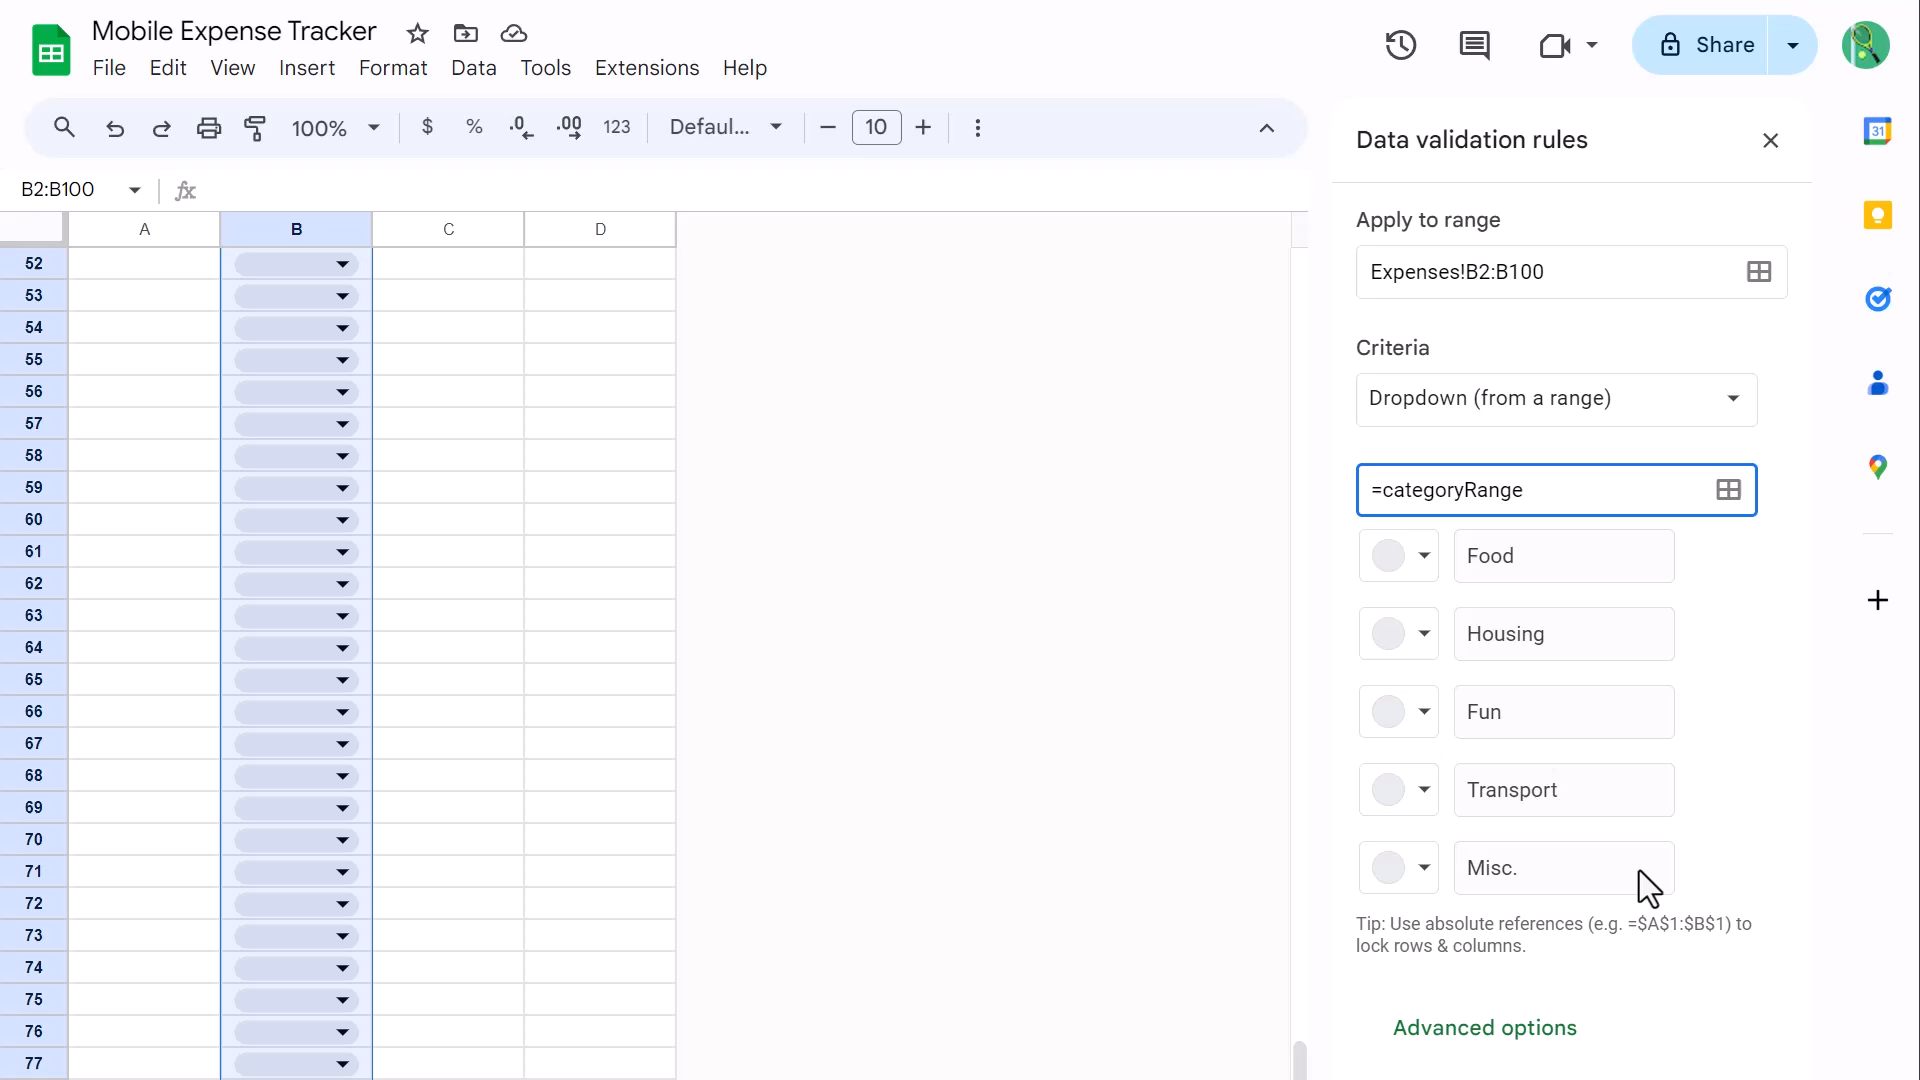 Mobile Expense Tracker
File Edit View Insert Format Data Tools Extensions Help
Share
100% $ % .0 .00 123 Defaul... − 10 +
B2:B100 fx
A B C D
52
53
54
55
56
57
58
59
60
61
62
63
64
65
66
67
68
69
70
71
72
73
74
75
76
77
Data validation rules
Apply to range
Expenses!B2:B100
Criteria
Dropdown (from a range)
=categoryRange
Food
Housing
Fun
Transport
Misc.
Tip: Use absolute references (e.g. =$A$1:$B$1) to
lock rows & columns.
Advanced options
31